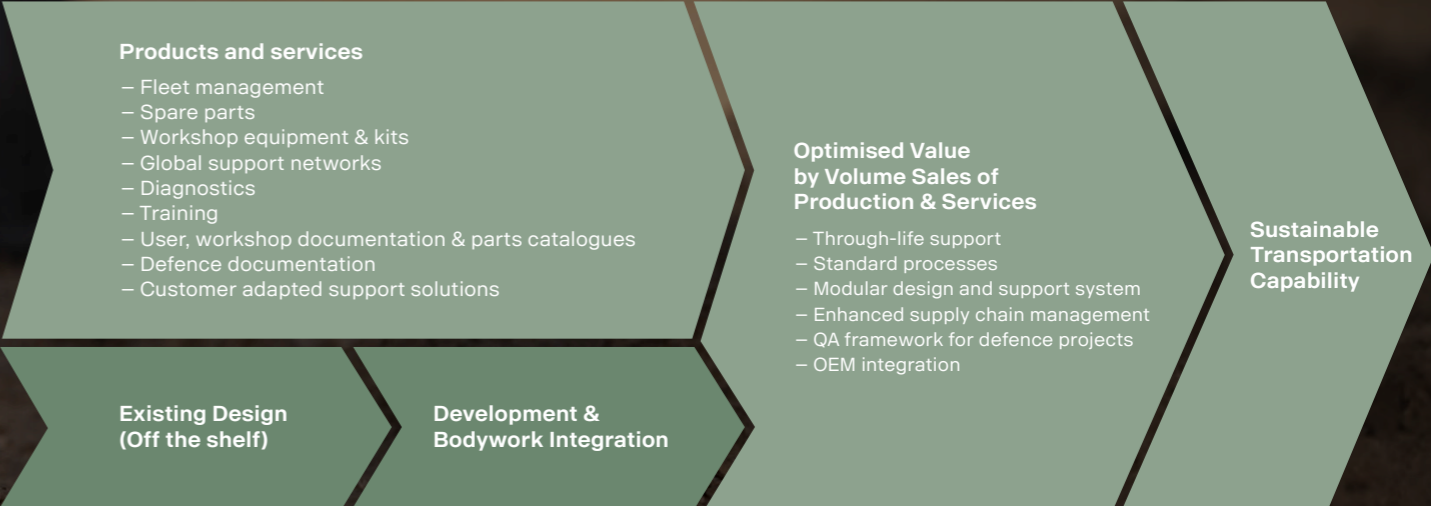 Products and services
– Fleet management
– Spare parts
– Workshop equipment & kits
– Global support networks
– Diagnostics
– Training
– User, workshop documentation & parts catalogues
– Defence documentation
– Customer adapted support solutions
Existing Design
(Off the shelf)
Development &
Bodywork Integration
Optimised Value
by Volume Sales of
Production & Services
– Through-life support
– Standard processes
– Modular design and support system
– Enhanced supply chain management
– QA framework for defence projects
– OEM integration
Sustainable
Transportation
Capability